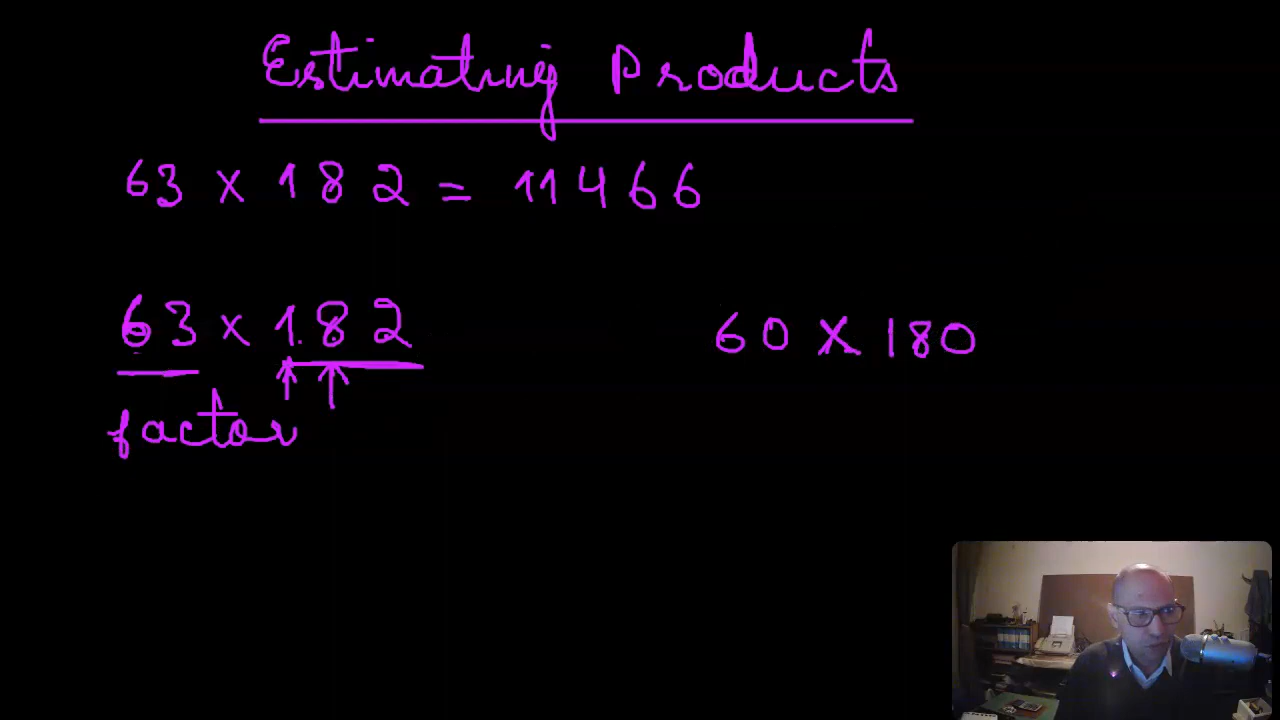 Estimating Products
63 x 182 = 11466
63 x 182
60 x 180
factor